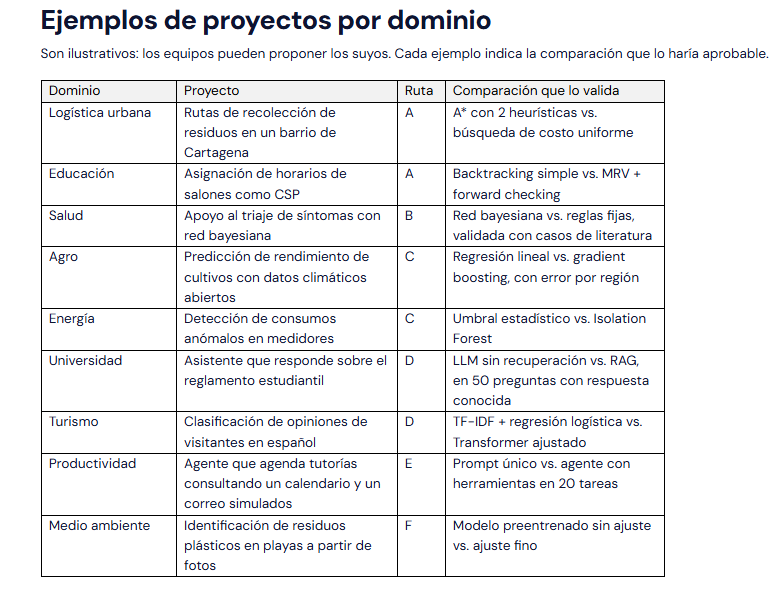 Ejemplos de proyectos por dominio
Son ilustrativos: los equipos pueden proponer los suyos. Cada ejemplo indica la comparación que lo haría aprobable.
Dominio Proyecto Ruta Comparación que lo valida
Logística urbana Rutas de recolección de A A* con 2 heurísticas vs.
residuos en un barrio de búsqueda de costo uniforme
Cartagena
Educación Asignación de horarios de A Backtracking simple vs. MRV +
salones como CSP forward checking
Salud Apoyo al triaje de síntomas con B Red bayesiana vs. reglas fijas,
red bayesiana validada con casos de literatura
Agro Predicción de rendimiento de C Regresión lineal vs. gradient
cultivos con datos climáticos boosting, con error por región
abiertos
Energía Detección de consumos C Umbral estadístico vs. Isolation
anómalos en medidores Forest
Universidad Asistente que responde sobre el D LLM sin recuperación vs. RAG,
reglamento estudiantil en 50 preguntas con respuesta
conocida
Turismo Clasificación de opiniones de D TF-IDF + regresión logística vs.
visitantes en español Transformer ajustado
Productividad Agente que agenda tutorías E Prompt único vs. agente con
consultando un calendario y un herramientas en 20 tareas
correo simulados
Medio ambiente Identificación de residuos F Modelo preentrenado sin ajuste
plásticos en playas a partir de vs. ajuste fino
fotos